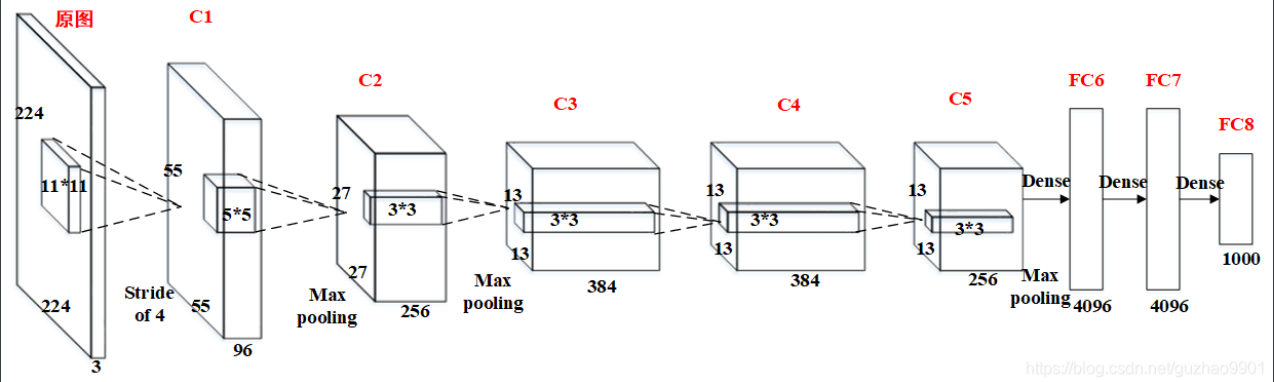 原图
C1
C2
C3
C4
C5
FC6
FC7
FC8
224
11*11
224
3
Stride
of 4
55
5*5
55
96
Max
pooling
27
3*3
27
256
Max
pooling
13
3*3
13
384
13
3*3
13
384
13
3*3
13
256
Max
pooling
Dense
4096
Dense
4096
Dense
1000
https://blog.csdn.net/guzhao9901